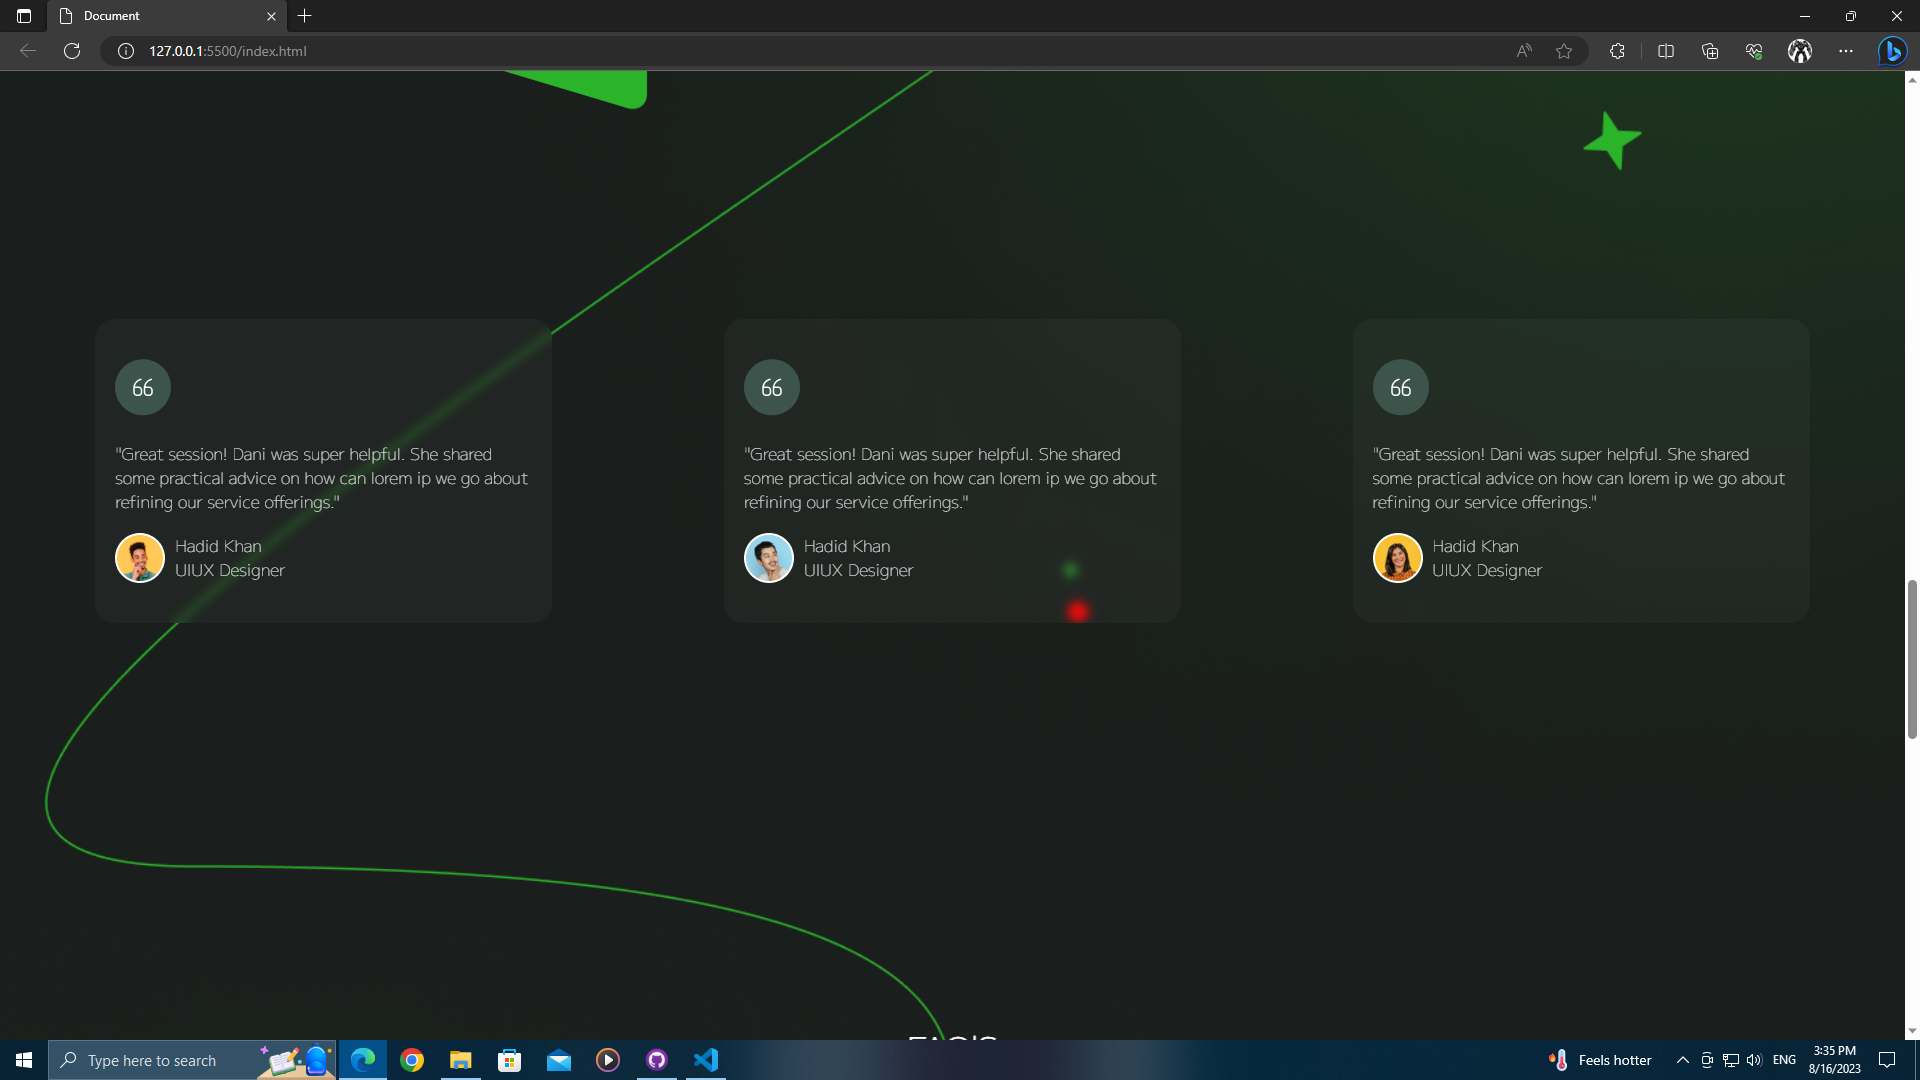 Document
127.0.0.1:5500/index.html
66
"Great session! Dani was super helpful. She shared
some practical advice on how can lorem ip we go about
refining our service offerings."
Hadid Khan
UIUX Designer
66
"Great session! Dani was super helpful. She shared
some practical advice on how can lorem ip we go about
refining our service offerings."
Hadid Khan
UIUX Designer
66
"Great session! Dani was super helpful. She shared
some practical advice on how can lorem ip we go about
refining our service offerings."
Hadid Khan
UIUX Designer
FAQ'S
Type here to search
Feels hotter
ENG
3:35 PM
8/16/2023